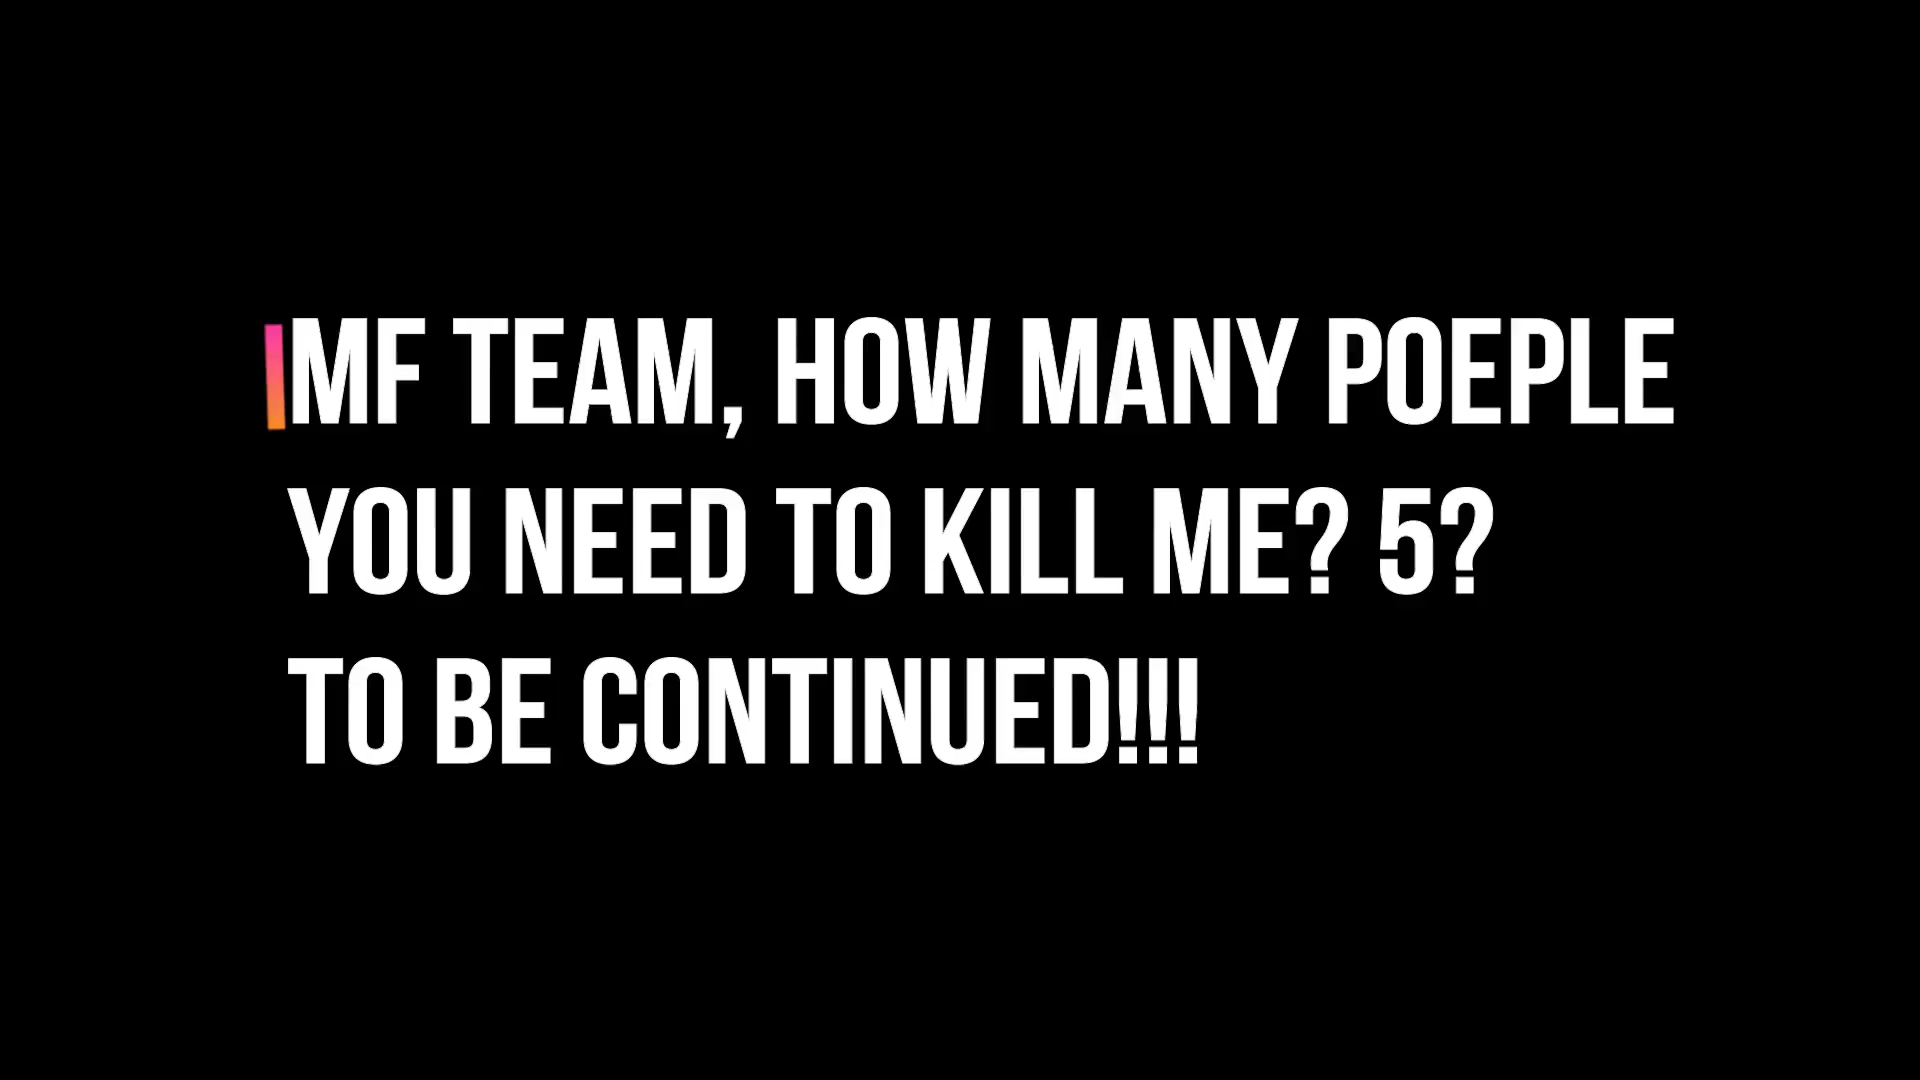 MF TEAM, HOW MANY POEPLE
YOU NEED TO KILL ME? 5?
TO BE CONTINUED!!!